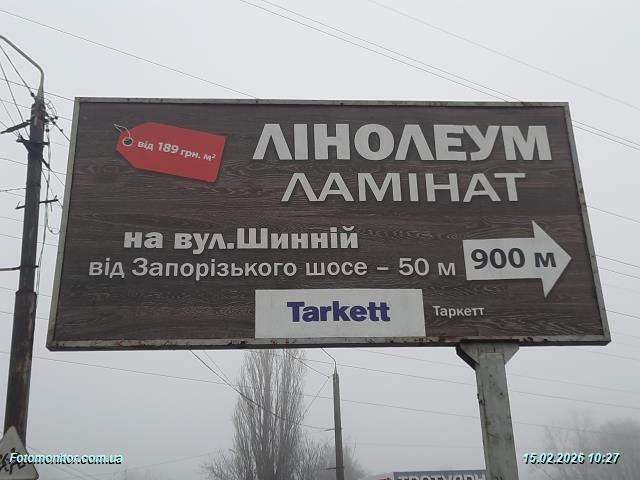 від 189 грн. м²
ЛІНОЛЕУМ
ЛАМІНАТ
на вул.Шинній
від Запорізького шосе – 50 м
900 м
Tarkett
Таркетт
Fotomonitor.com.ua
15.02.2026 10:27